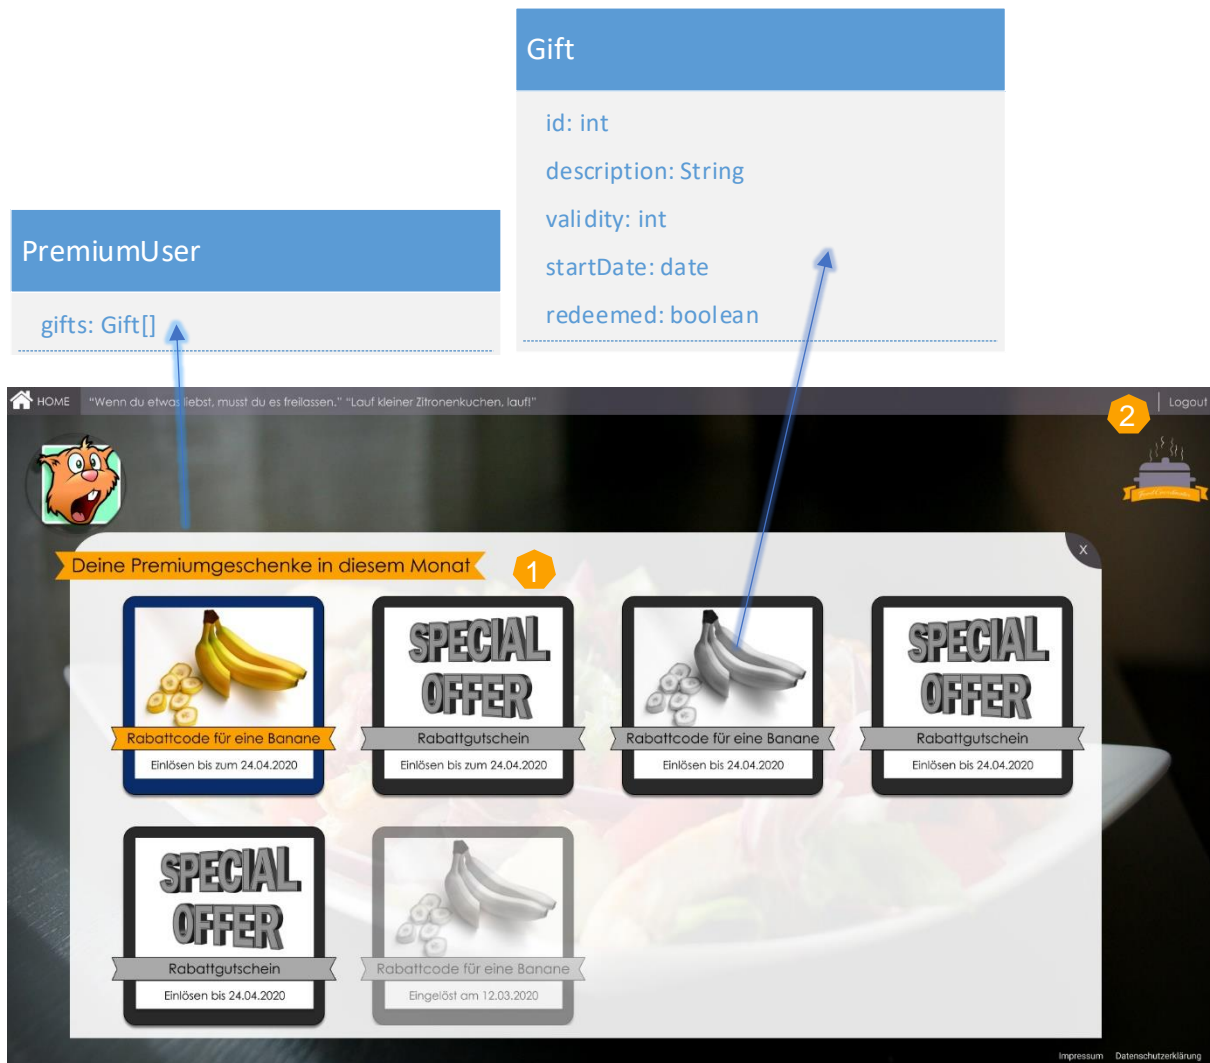 Gift
id: int
description: String
validity: int
startDate: date
redeemed: boolean
PremiumUser
gifts: Gift[]
HOME
“Wenn du etwas liebst, musst du es freilassen.” “Lauf kleiner Zitronenkuchen, lauf!”
2
Logout
x
Deine Premiumgeschenke in diesem Monat
1
Rabattcode für eine Banane
Einlösen bis zum 24.04.2020
SPECIAL
OFFER
Rabattgutschein
Einlösen bis zum 24.04.2020
Rabattcode für eine Banane
Einlösen bis 24.04.2020
SPECIAL
OFFER
Rabattgutschein
Einlösen bis 24.04.2020
SPECIAL
OFFER
Rabattgutschein
Einlösen bis 24.04.2020
Rabattcode für eine Banane
Eingelöst am 12.03.2020
Impressum
Datenschutzerklärung